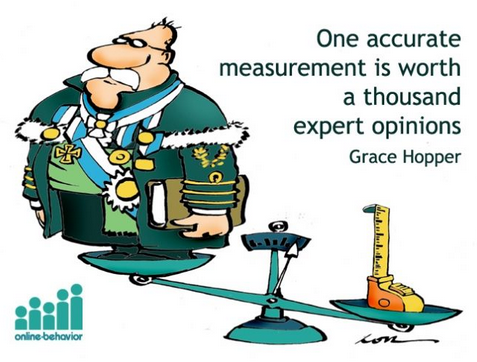 One accurate
measurement is worth
a thousand
expert opinions
Grace Hopper
online-behavior